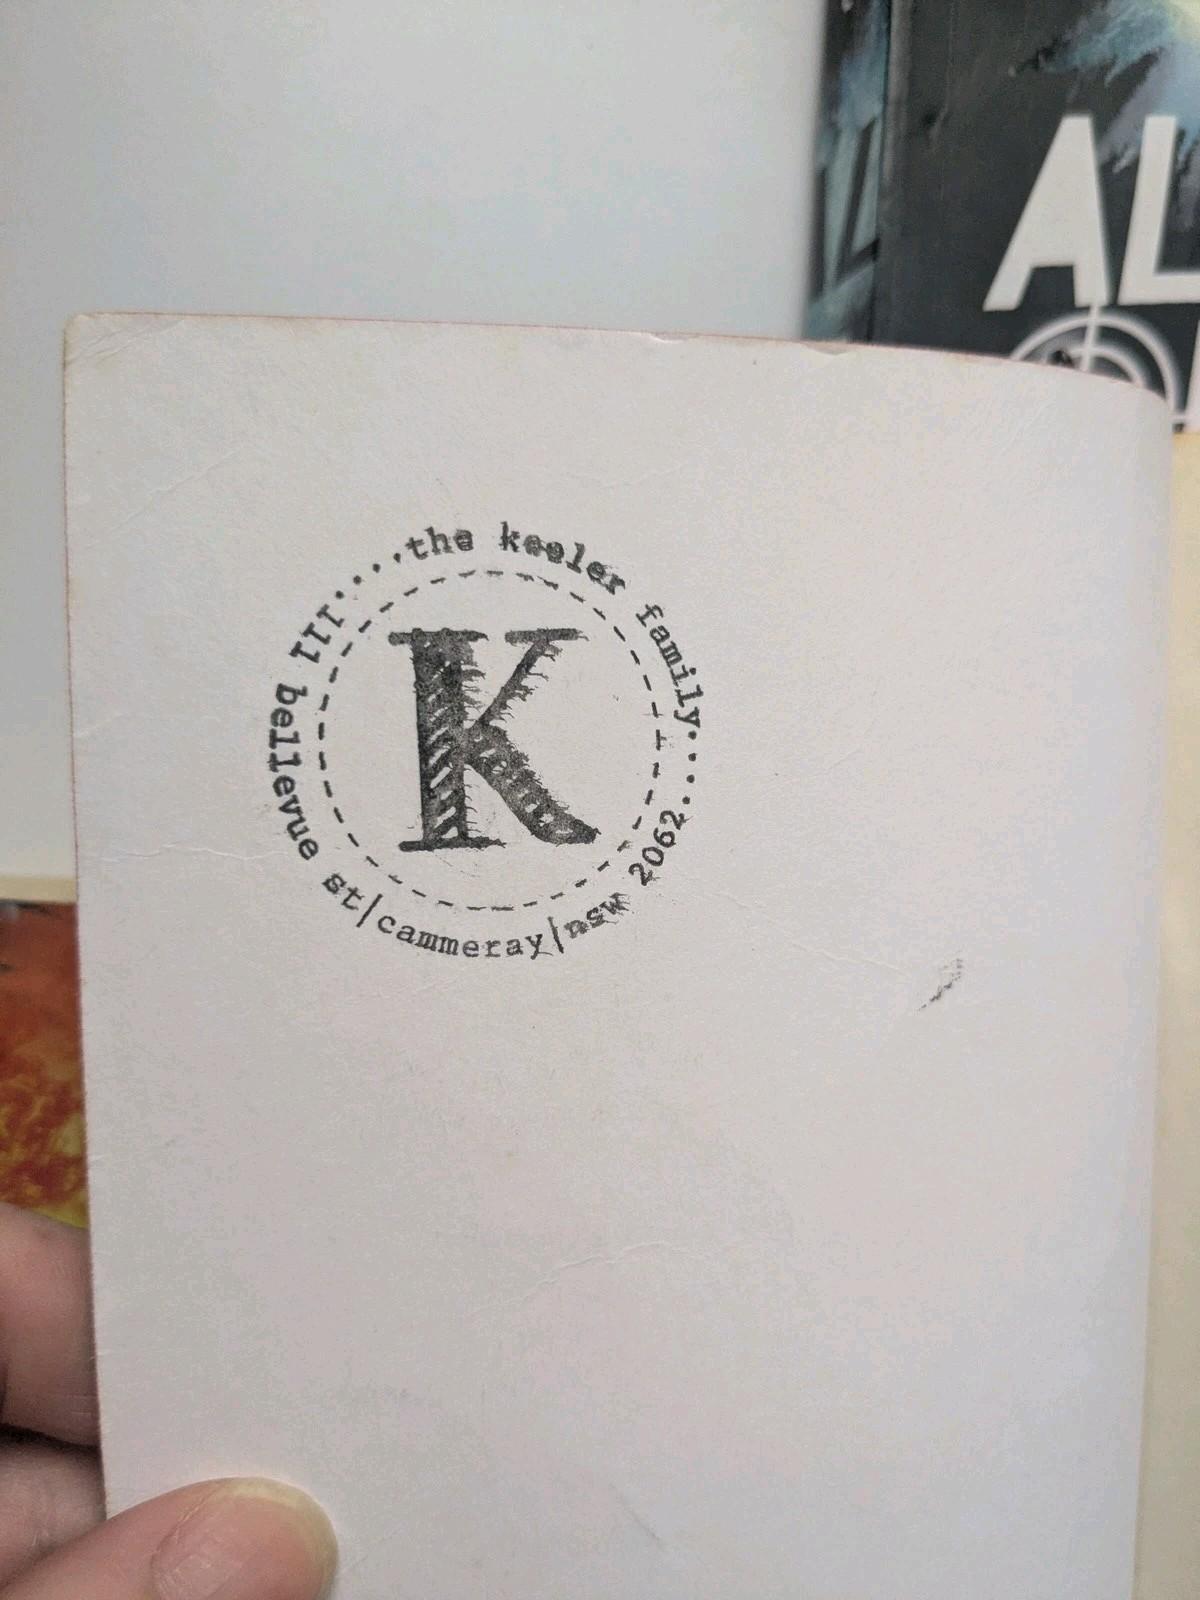 ....the keeler family....
111 bellevue st|cammeray|nsw 2062
K
AL